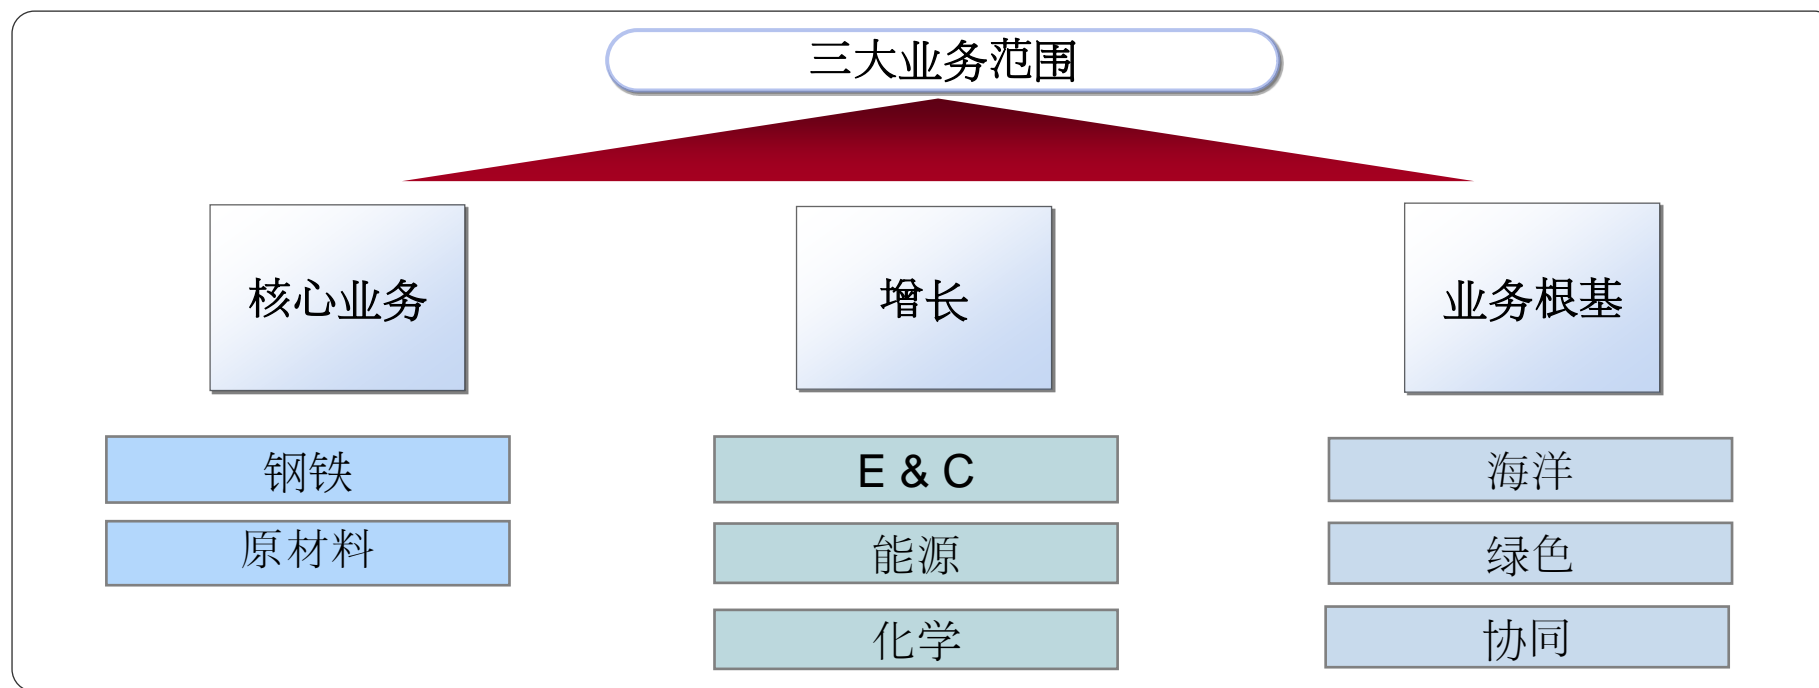 三大业务范围
核心业务
增长
业务根基
钢铁
E & C
海洋
原材料
能源
绿色
化学
协同